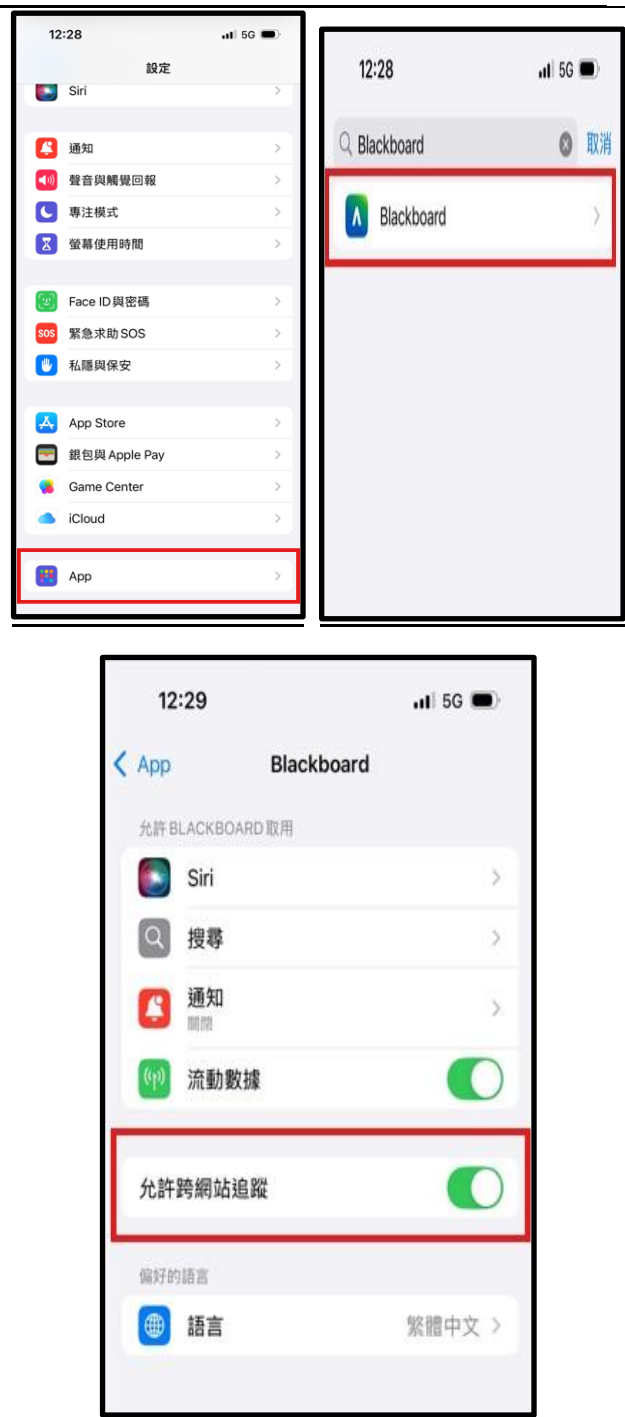 12:28 5G
設定
Siri
通知
聲音與觸覺回報
專注模式
螢幕使用時間
Face ID 與密碼
SOS 緊急求助 SOS
私隱與保安
App Store
銀包與 Apple Pay
Game Center
iCloud
App
12:28 5G
Blackboard 取消
Blackboard
12:29 5G
App Blackboard
允許 BLACKBOARD 取用
Siri
搜尋
通知
關閉
流動數據
允許跨網站追蹤
偏好的語言
語言 繁體中文